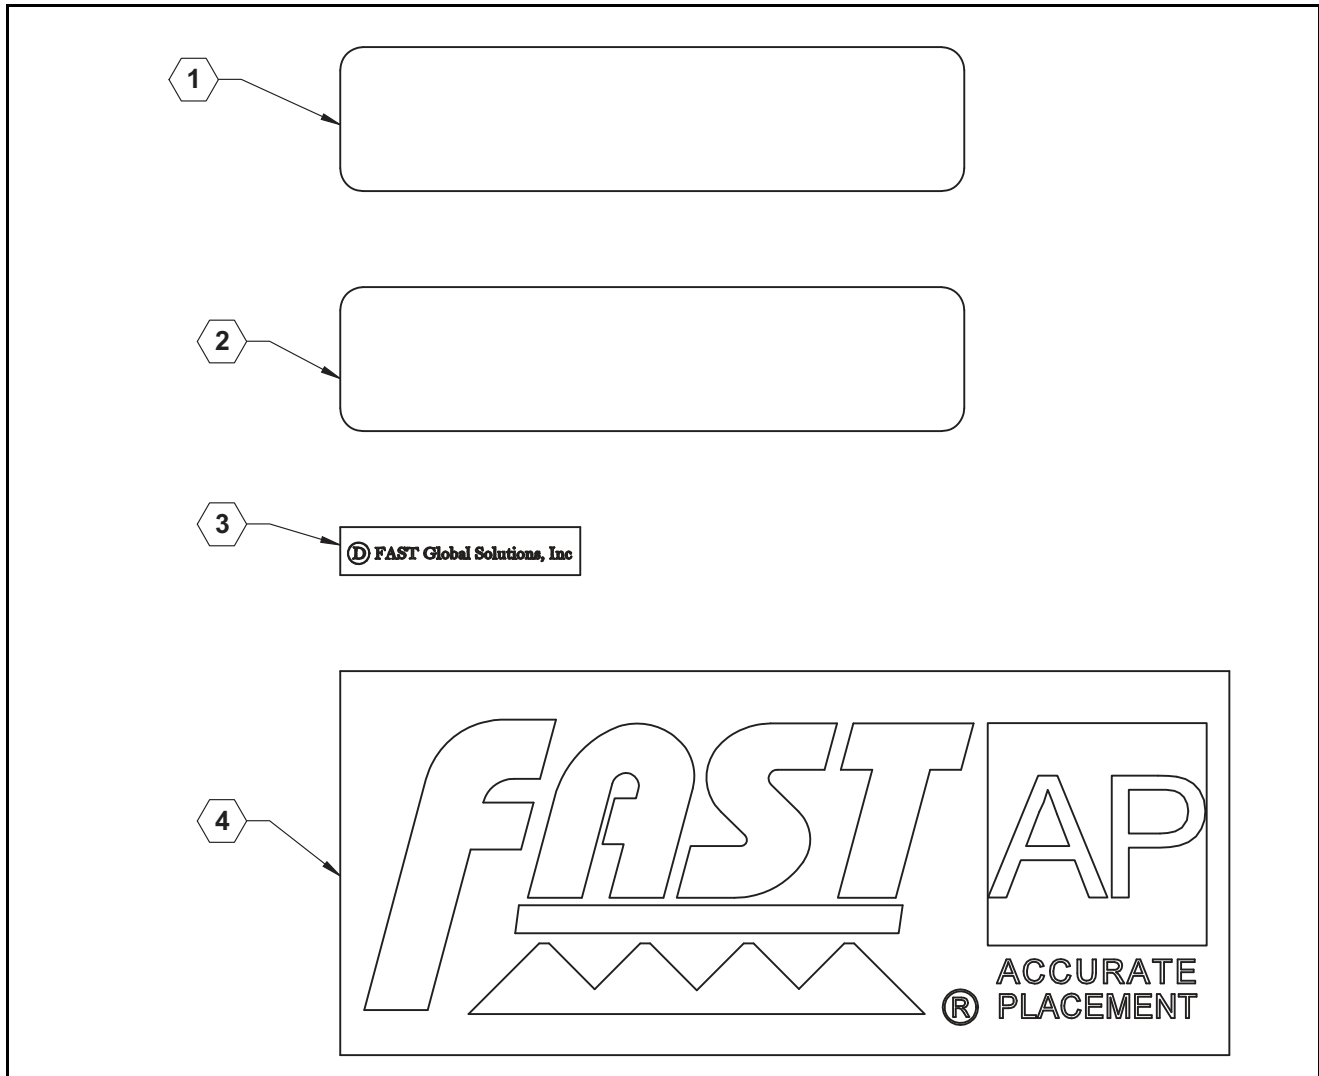 1
2
3
D FAST Global Solutions, Inc
4
FAST
AP
ACCURATE
PLACEMENT
®